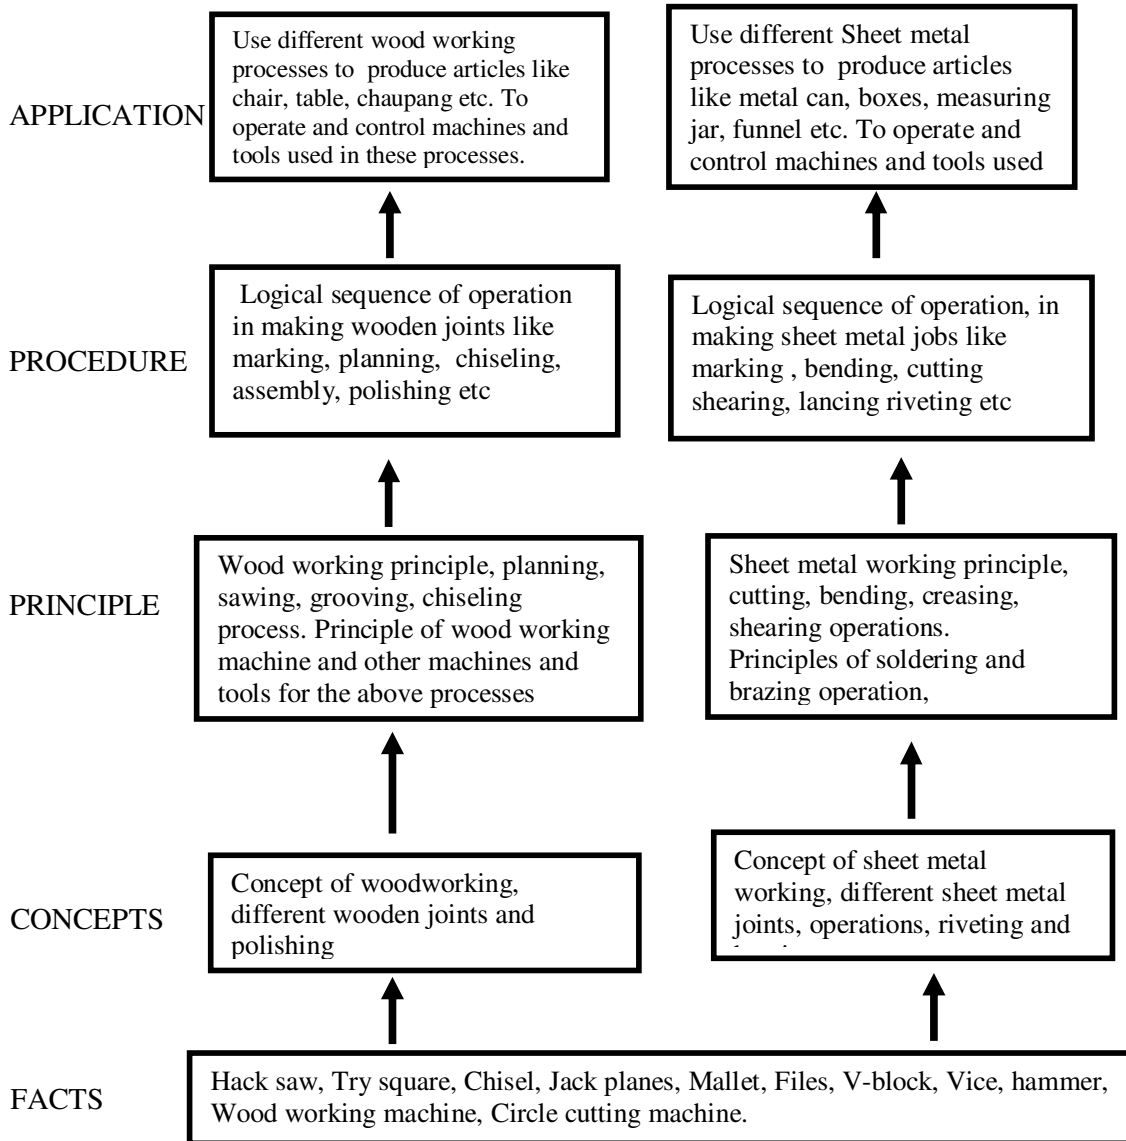 APPLICATION
Use different wood working
processes to produce articles like
chair, table, chaupang etc. To
operate and control machines and
tools used in these processes.
Use different Sheet metal
processes to produce articles
like metal can, boxes, measuring
jar, funnel etc. To operate and
control machines and tools used
PROCEDURE
Logical sequence of operation
in making wooden joints like
marking, planning, chiseling,
assembly, polishing etc
Logical sequence of operation, in
making sheet metal jobs like
marking , bending, cutting
shearing, lancing riveting etc
PRINCIPLE
Wood working principle, planning,
sawing, grooving, chiseling
process. Principle of wood working
machine and other machines and
tools for the above processes
Sheet metal working principle,
cutting, bending, creasing,
shearing operations.
Principles of soldering and
brazing operation,
CONCEPTS
Concept of woodworking,
different wooden joints and
polishing
Concept of sheet metal
working, different sheet metal
joints, operations, riveting and
FACTS
Hack saw, Try square, Chisel, Jack planes, Mallet, Files, V-block, Vice, hammer,
Wood working machine, Circle cutting machine.